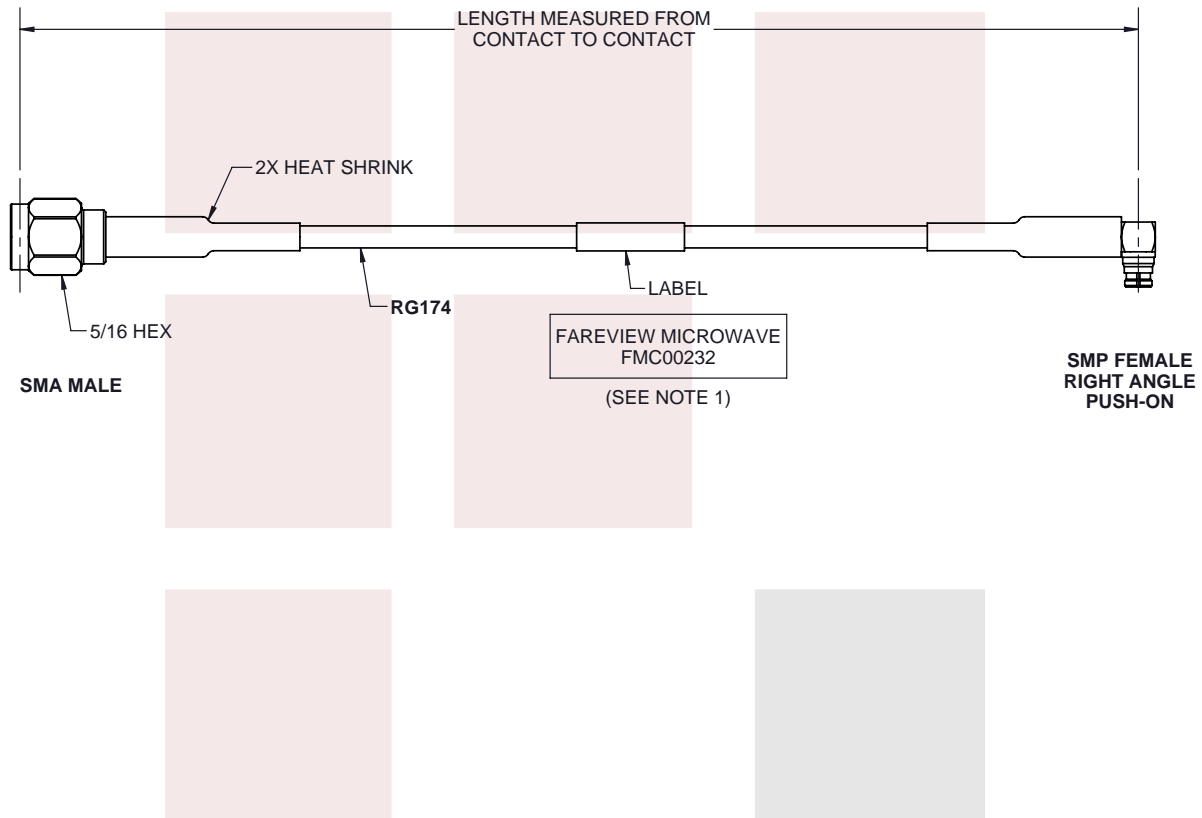 LENGTH MEASURED FROM
CONTACT TO CONTACT
2X HEAT SHRINK
RG174
LABEL
5/16 HEX
FAREVIEW MICROWAVE
FMC00232
(SEE NOTE 1)
SMA MALE
SMP FEMALE
RIGHT ANGLE
PUSH-ON